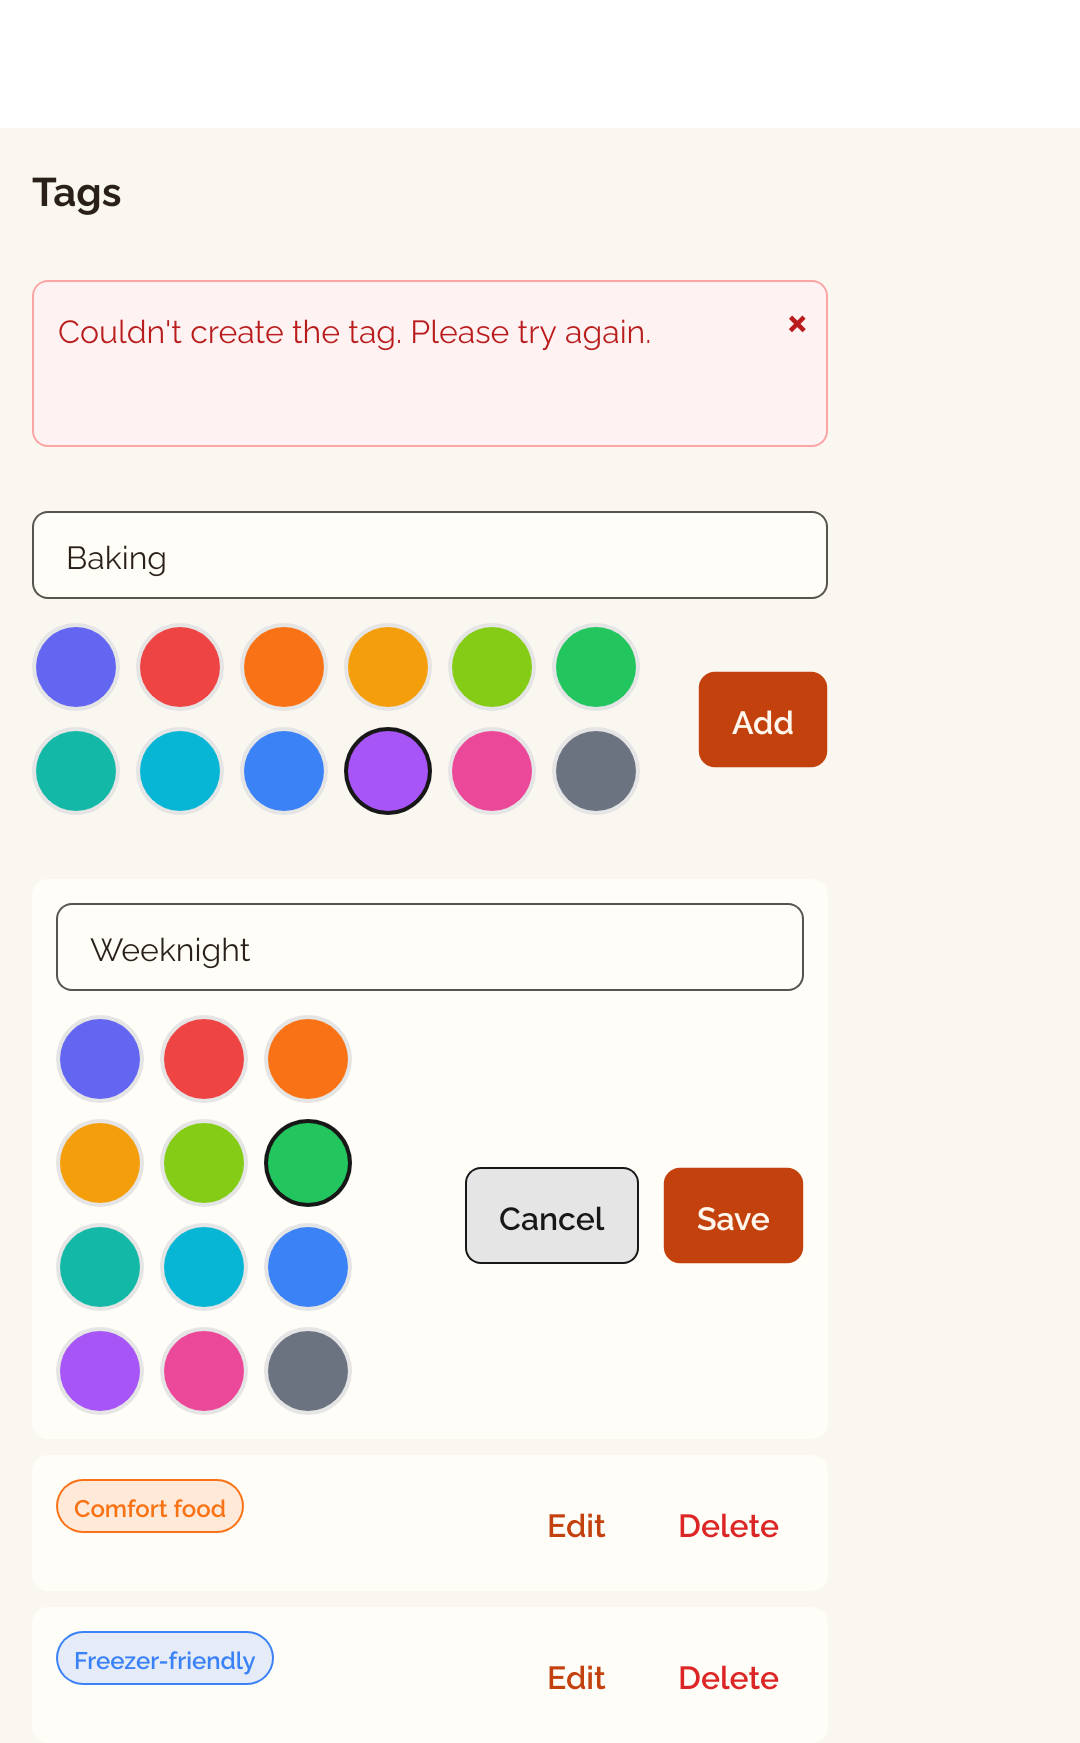 Tags
Couldn't create the tag. Please try again.
Baking
Add
Weeknight
Cancel
Save
Comfort food
Edit
Delete
Freezer-friendly
Edit
Delete